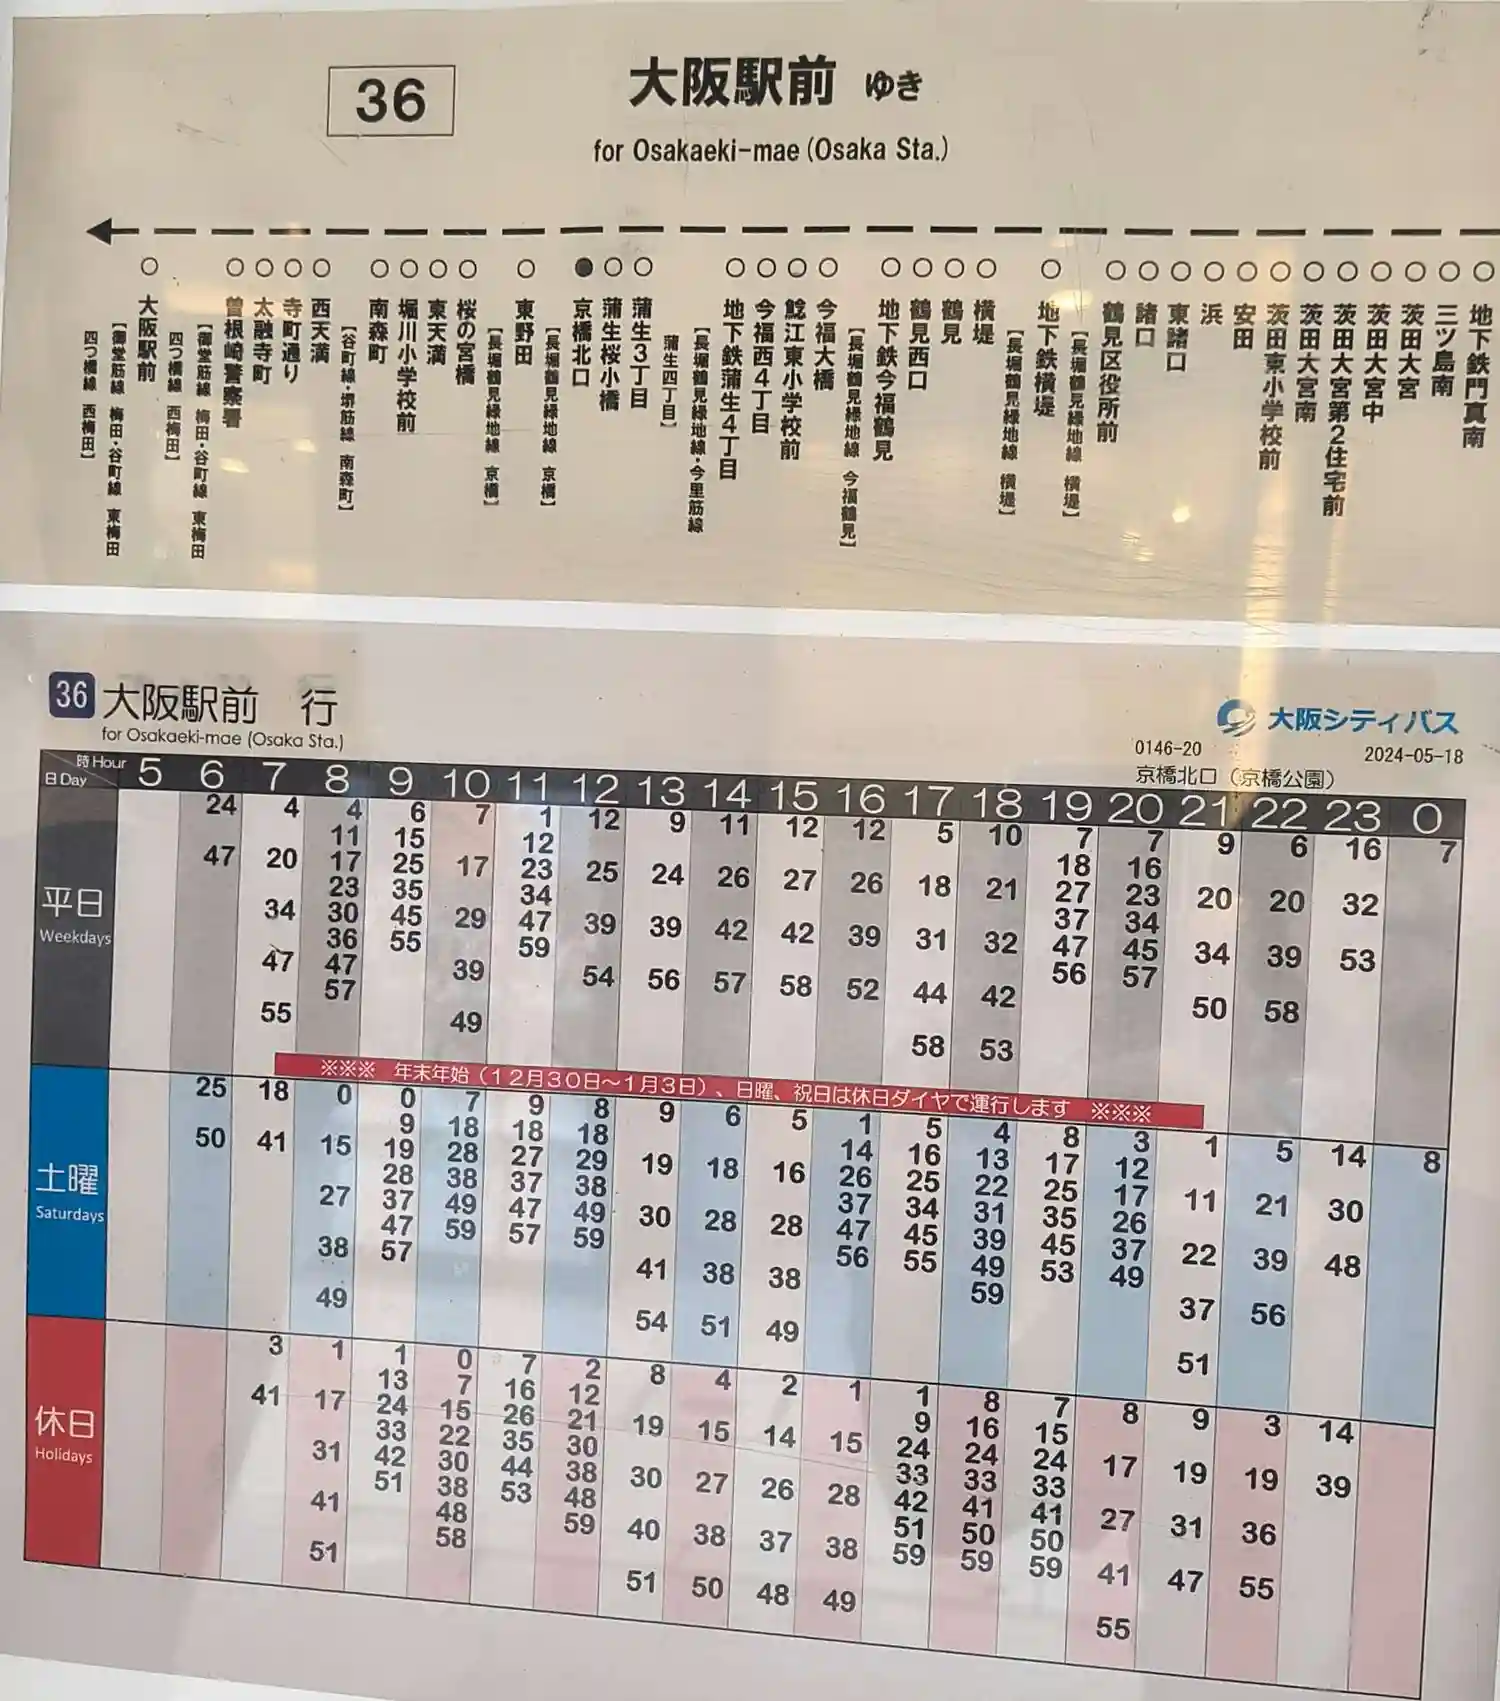 36
大阪駅前 ゆき
for Osakaeki-mae (Osaka Sta.)
大阪駅前
【御堂筋線 梅田・谷町線 東梅田
四つ橋線 西梅田】
曽根崎警察署
【御堂筋線 梅田・谷町線 東梅田
四つ橋線 西梅田】
太融寺町
寺町通り
西天満
南森町
【谷町線・堺筋線 南森町】
堀川小学校前
東天満
桜の宮橋
東野田
【長堀鶴見緑地線 京橋】
京橋北口
【長堀鶴見緑地線 京橋】
蒲生桜小橋
蒲生3丁目
地下鉄蒲生4丁目
【長堀鶴見緑地線・今里筋線
蒲生四丁目】
今福西4丁目
鯰江東小学校前
今福大橋
地下鉄今福鶴見
【長堀鶴見緑地線 今福鶴見】
鶴見西口
鶴見
横堤
地下鉄横堤
【長堀鶴見緑地線 横堤】
鶴見区役所前
【長堀鶴見緑地線 横堤】
諸口
東諸口
浜
安田
茨田東小学校前
茨田大宮南
茨田大宮第2住宅前
茨田大宮中
茨田大宮
三ツ島南
地下鉄門真南
36 大阪駅前 行
for Osakaeki-mae (Osaka Sta.)
大阪シティバス
0146-20 2024-05-18
京橋北口（京橋公園）
時 Hour
日 Day
5 6 7 8 9 10 11 12 13 14 15 16 17 18 19 20 21 22 23 0
平日
Weekdays
24 47
4 20 34 47 55
4 11 17 23 30 36 47 57
6 15 25 35 45 55
7 17 29 39 49
1 12 23 34 47 59
12 25 39 54
9 24 39 56
11 26 42 57
12 27 42 58
12 26 39 52
5 18 31 44 58
10 21 32 42 53
7 18 27 37 47 56
7 16 23 34 45 57
9 20 34 50
6 20 39 58
16 32 53
7
※※※ 年末年始（12月30日～1月3日）、日曜、祝日は休日ダイヤで運行します ※※※
土曜
Saturdays
25 50
18 41
0 15 27 38 49
0 9 19 28 37 47 57
7 18 28 38 49 59
9 18 27 37 47 57
8 18 29 38 49 59
9 19 30 41 54
6 18 28 38 51
5 16 28 38 49
1 14 26 37 47 56
5 16 25 34 45 55
4 13 22 31 39 49 59
8 17 25 35 45 53
3 12 17 26 37 49
1 11 22 37 51
5 21 39 56
14 30 48
8
休日
Holidays
3 41
1 17 31 41 51
1 13 24 33 42 51
0 7 15 22 30 38 48 58
7 16 26 35 44 53
2 12 21 30 38 48 59
8 19 30 40 51
4 15 27 38 50
2 14 26 37 48
1 15 28 38 49
1 9 24 33 42 51 59
8 16 24 33 41 50 59
7 15 24 33 41 50 59
8 17 27 41 55
9 19 31 47
3 19 36 55
14 39